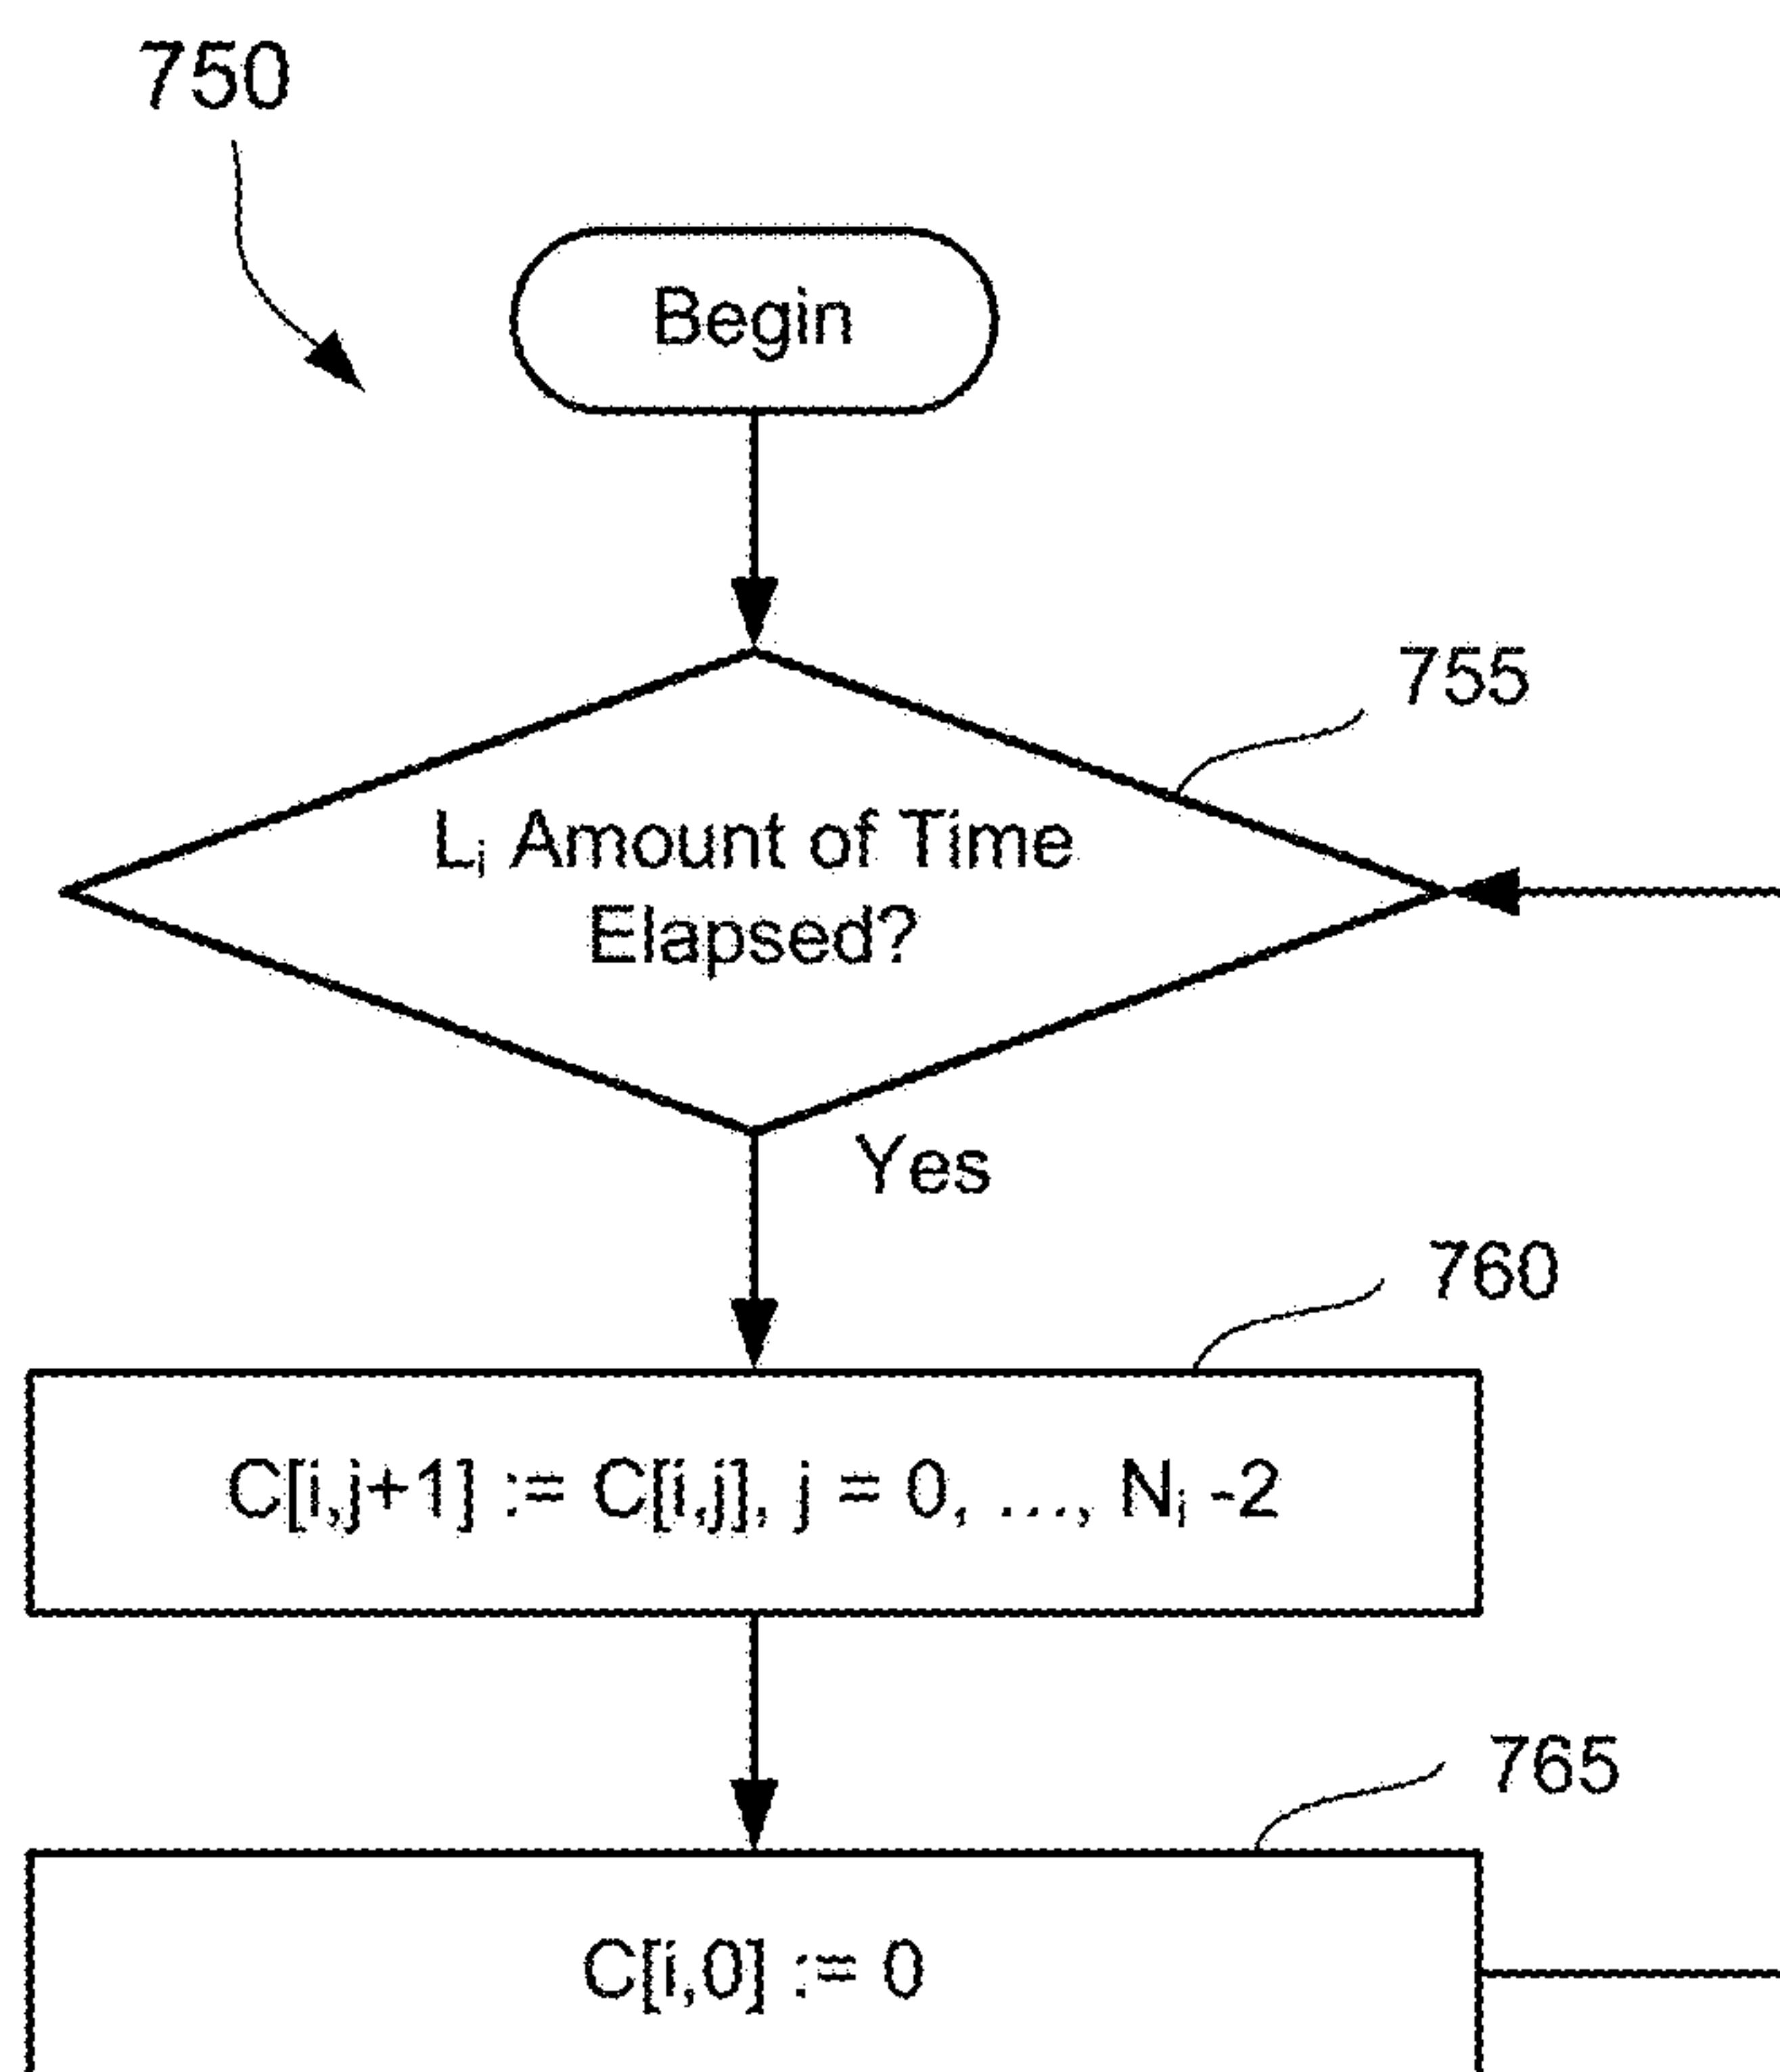 750
Begin
755
Lᵢ Amount of Time
Elapsed?
Yes
760
C[i,j+1] := C[i,j], j = 0, ..., Nᵢ -2
765
C[i,0] := 0